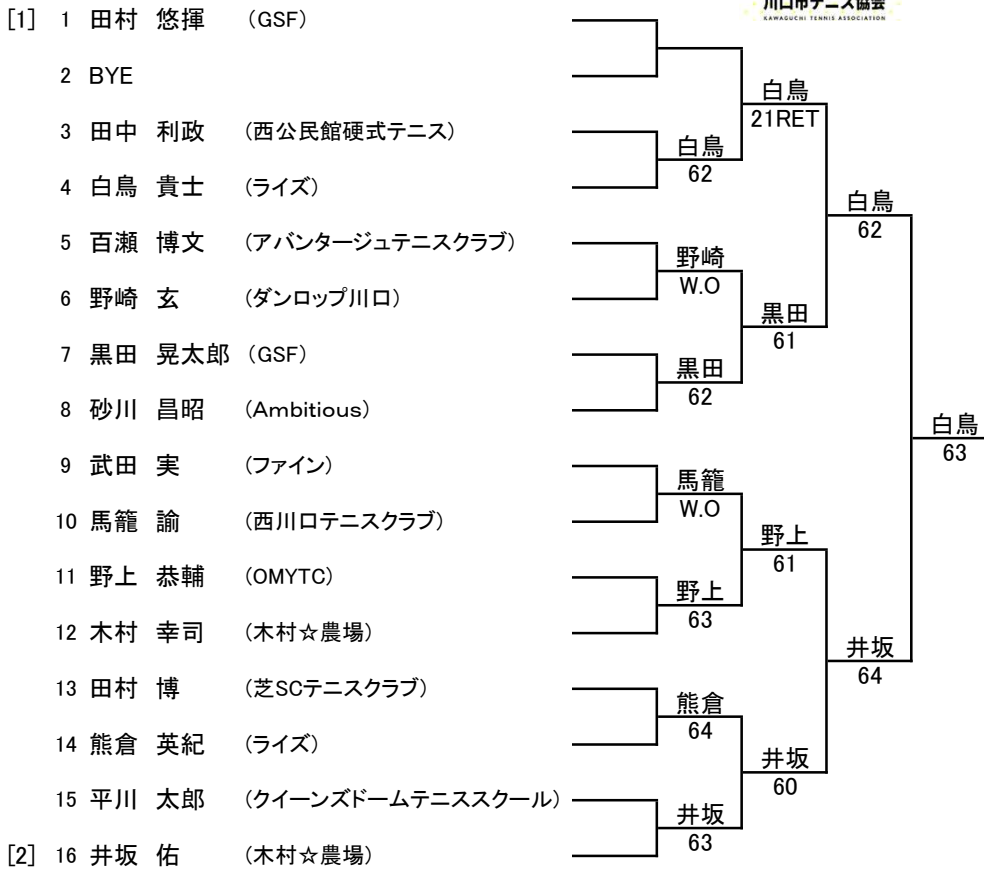 川口市テニス協会
KAWAGUCHI TENNIS ASSOCIATION
[1] 1 田村 悠揮 (GSF)
2 BYE
白鳥
21RET
3 田中 利政 (西公民館硬式テニス)
白鳥
62
4 白鳥 貴士 (ライズ)
白鳥
62
5 百瀬 博文 (アバンタージュテニスクラブ)
野崎
W.O
6 野崎 玄 (ダンロップ川口)
黒田
61
7 黒田 晃太郎 (GSF)
黒田
62
8 砂川 昌昭 (Ambitious)
白鳥
63
9 武田 実 (ファイン)
馬籠
W.O
10 馬籠 諭 (西川口テニスクラブ)
野上
61
11 野上 恭輔 (OMYTC)
野上
63
12 木村 幸司 (木村☆農場)
井坂
64
13 田村 博 (芝SCテニスクラブ)
熊倉
64
14 熊倉 英紀 (ライズ)
井坂
60
15 平川 太郎 (クイーンズドームテニススクール)
井坂
63
[2] 16 井坂 佑 (木村☆農場)